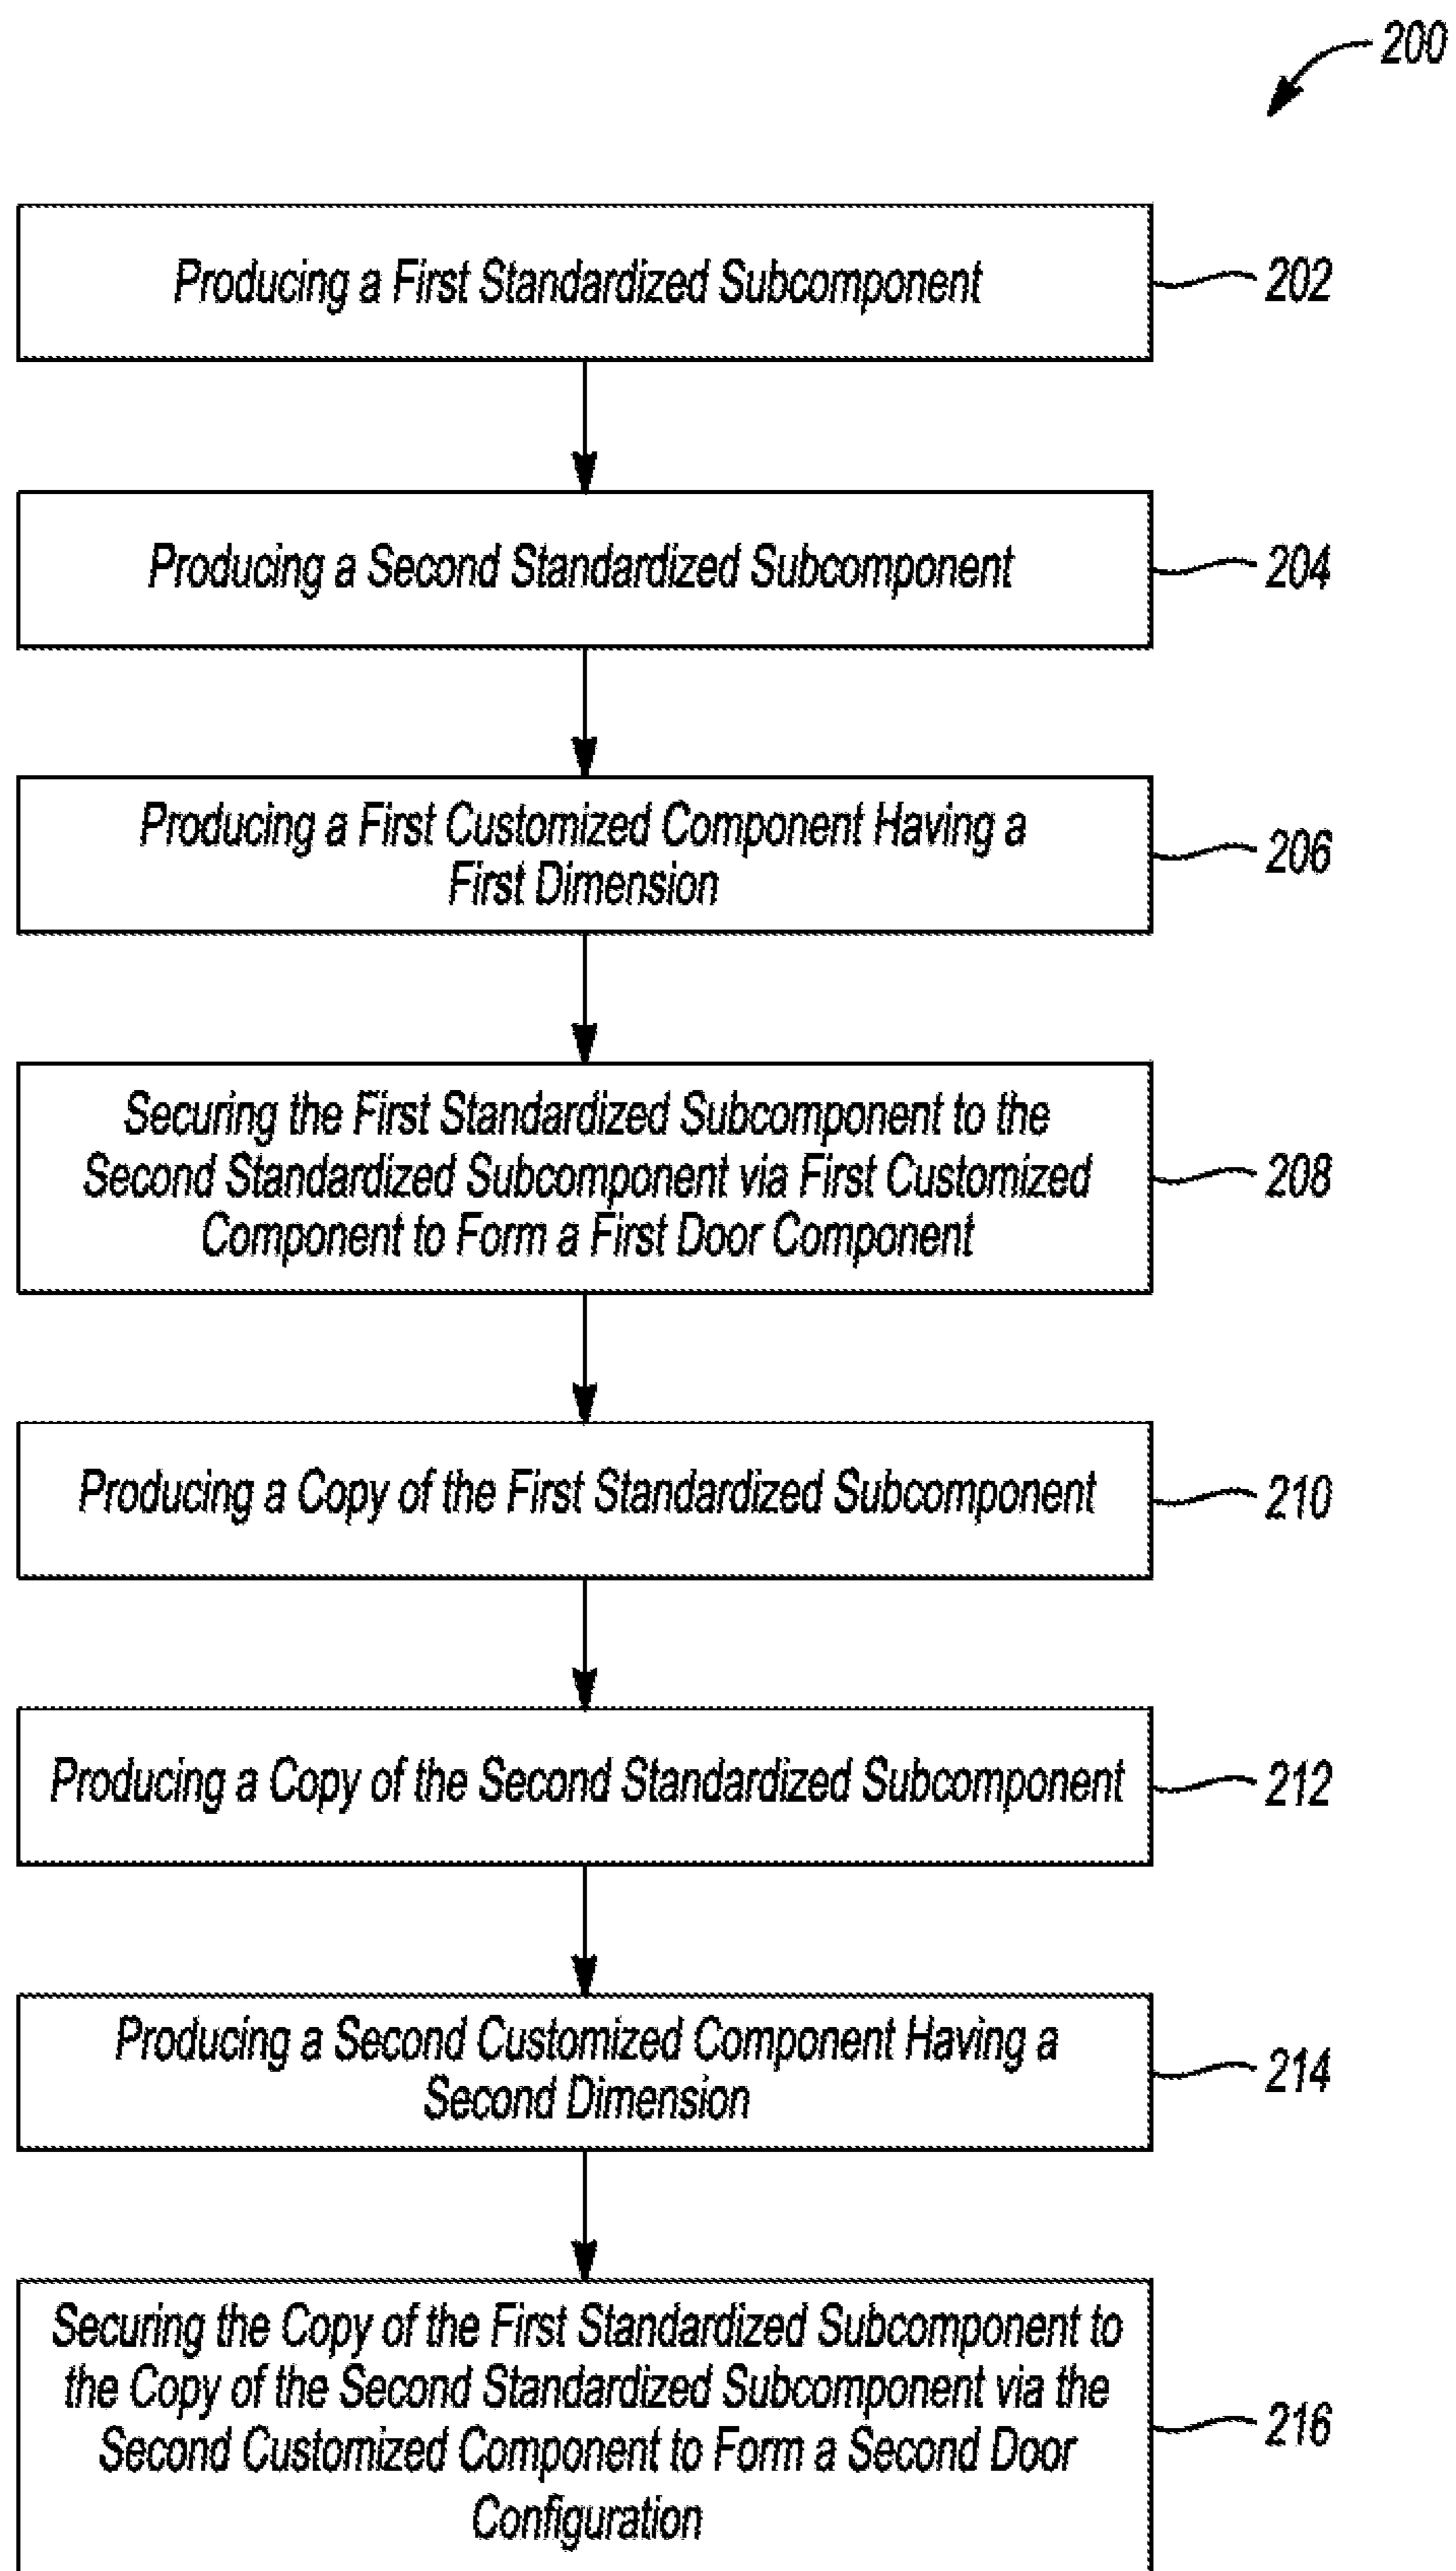 200
Producing a First Standardized Subcomponent
202
Producing a Second Standardized Subcomponent
204
Producing a First Customized Component Having a
First Dimension
206
Securing the First Standardized Subcomponent to the
Second Standardized Subcomponent via First Customized
Component to Form a First Door Component
208
Producing a Copy of the First Standardized Subcomponent
210
Producing a Copy of the Second Standardized Subcomponent
212
Producing a Second Customized Component Having a
Second Dimension
214
Securing the Copy of the First Standardized Subcomponent to
the Copy of the Second Standardized Subcomponent via the
Second Customized Component to Form a Second Door
Configuration
216